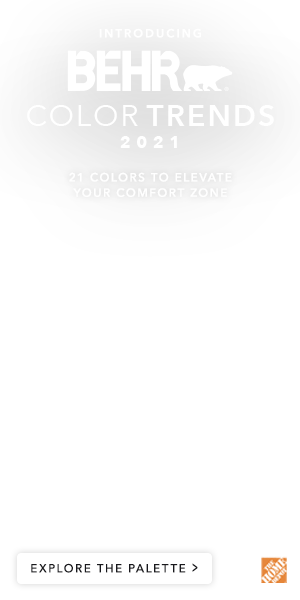 INTRODUCING
BEHR
COLOR TRENDS
2021
21 COLORS TO ELEVATE
YOUR COMFORT ZONE
EXPLORE THE PALETTE >
THE
HOME
DEPOT